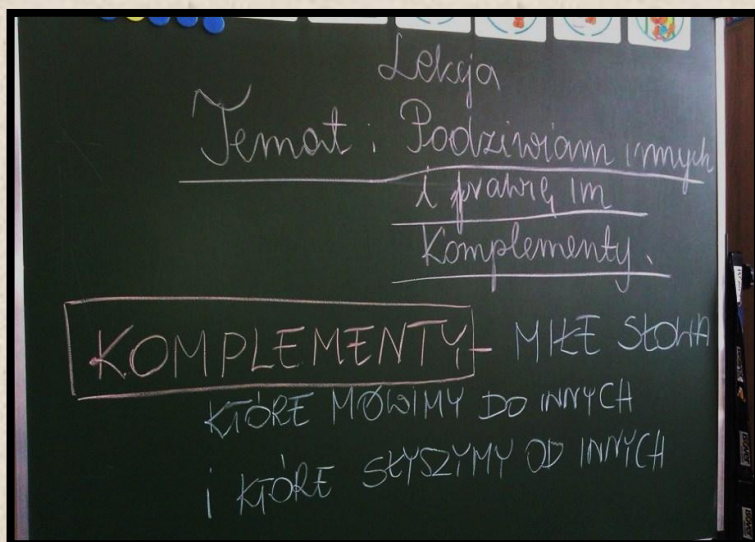 Lekcja
Temat: Podziwiam innych
i prawię im
Komplementy.
KOMPLEMENTY - MIŁE SŁOWA
KTÓRE MÓWIMY DO INNYCH
i KTÓRE SŁYSZYMY OD INNYCH